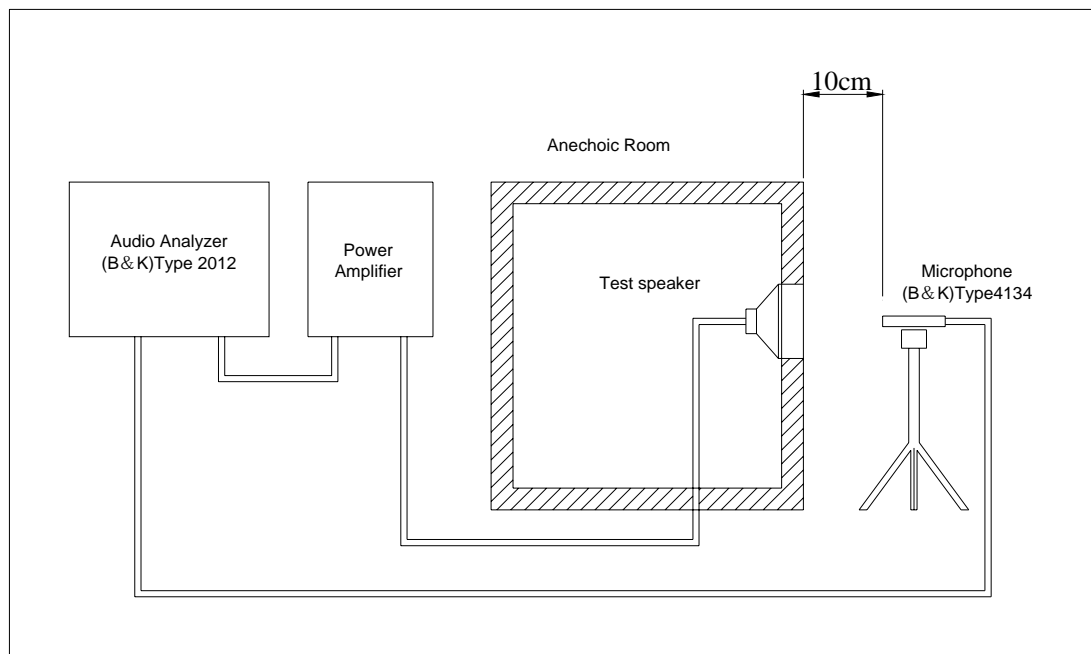 10cm
Anechoic Room
Audio Analyzer
(B&K)Type 2012
Power
Amplifier
Test speaker
Microphone
(B&K)Type4134